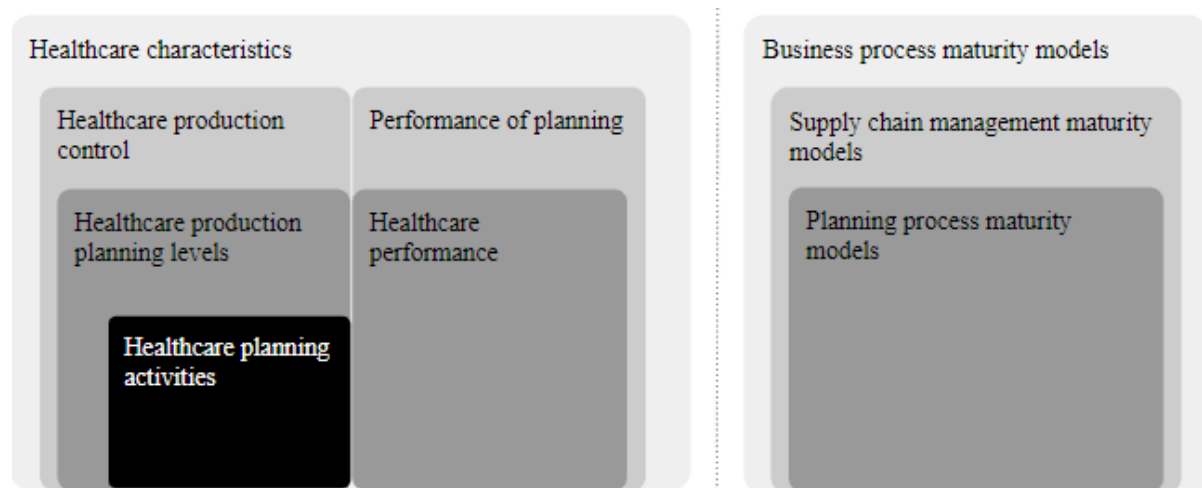 Healthcare characteristics
Healthcare production
control
Performance of planning
Healthcare production
planning levels
Healthcare
performance
Healthcare planning
activities
Business process maturity models
Supply chain management maturity
models
Planning process maturity
models